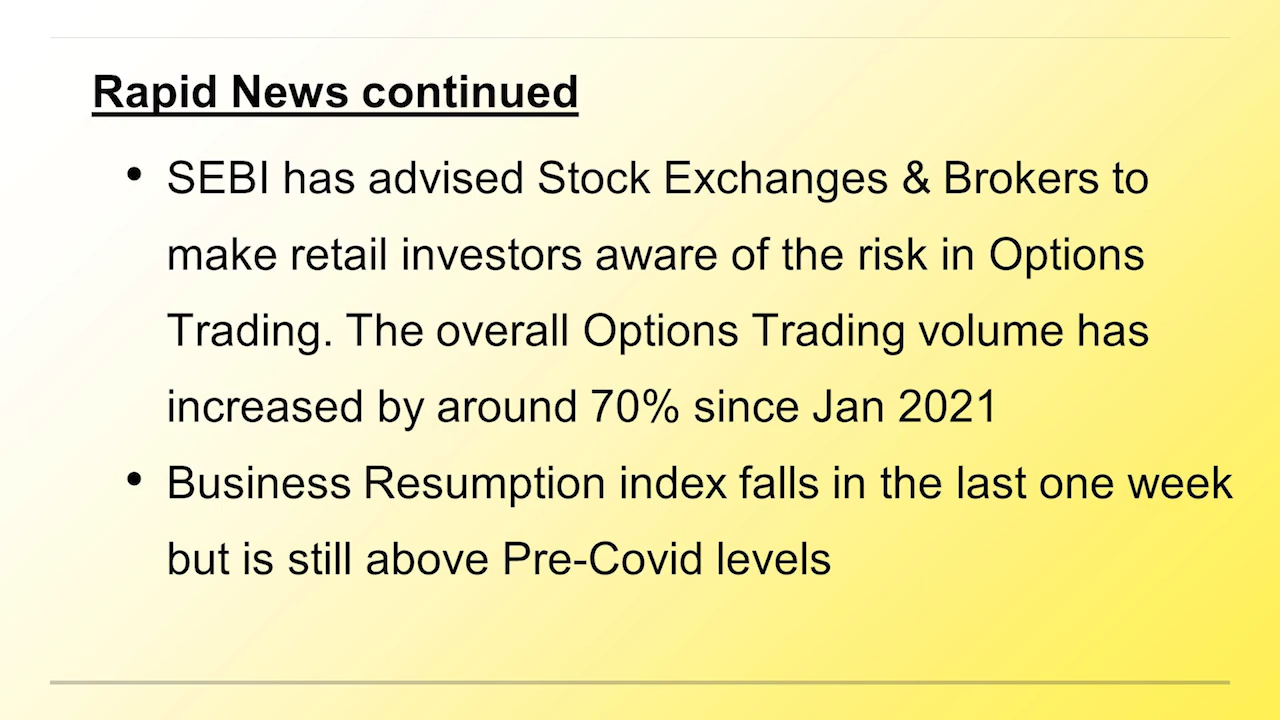 Rapid News continued
• SEBI has advised Stock Exchanges & Brokers to
make retail investors aware of the risk in Options
Trading. The overall Options Trading volume has
increased by around 70% since Jan 2021
• Business Resumption index falls in the last one week
but is still above Pre-Covid levels